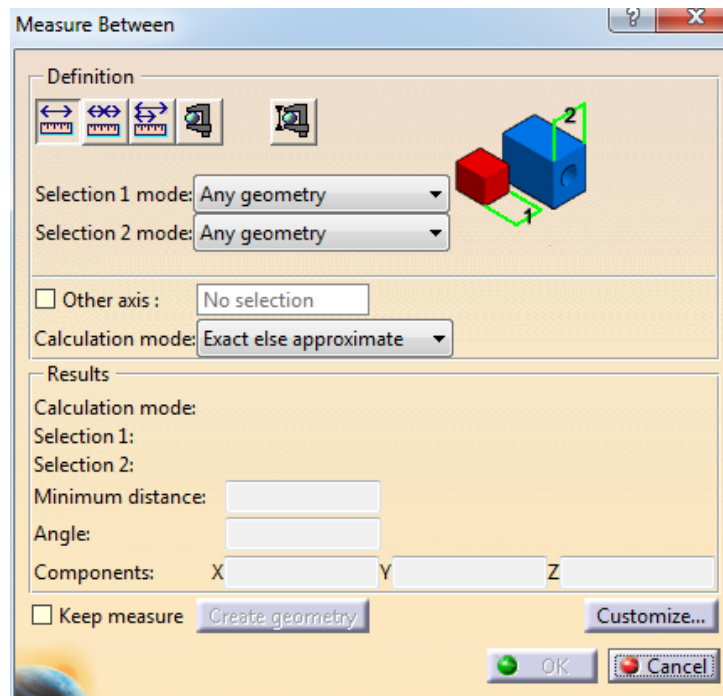 Measure Between
?
Definition
2
1
Selection 1 mode: Any geometry
Selection 2 mode: Any geometry
Other axis : No selection
Calculation mode: Exact else approximate
Results
Calculation mode:
Selection 1:
Selection 2:
Minimum distance:
Angle:
Components: X Y Z
Keep measure Create geometry Customize...
OK Cancel